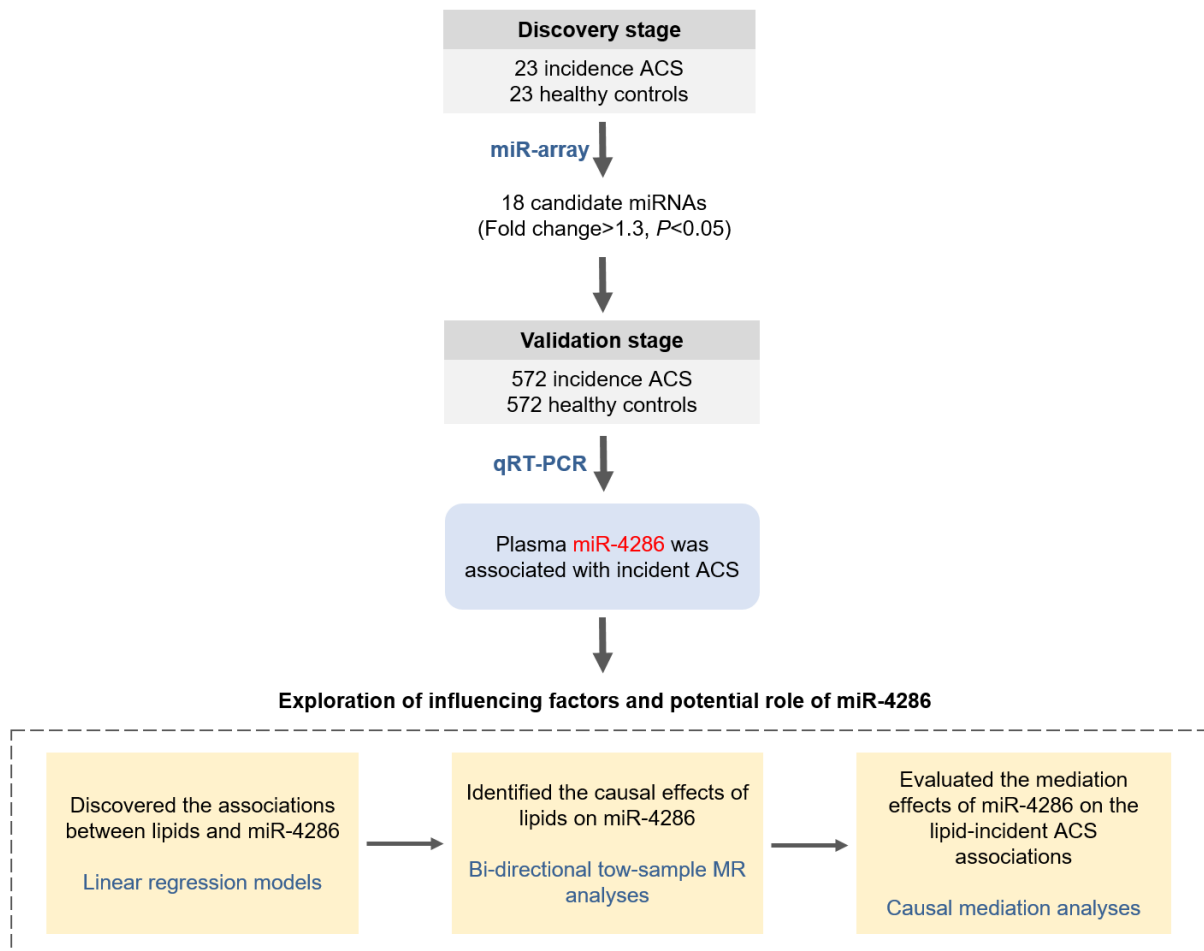 Discovery stage
23 incidence ACS
23 healthy controls
miR-array
18 candidate miRNAs
(Fold change>1.3, P<0.05)
Validation stage
572 incidence ACS
572 healthy controls
qRT-PCR
Plasma miR-4286 was
associated with incident ACS
Exploration of influencing factors and potential role of miR-4286
Discovered the associations
between lipids and miR-4286
Linear regression models
Identified the causal effects of
lipids on miR-4286
Bi-directional tow-sample MR
analyses
Evaluated the mediation
effects of miR-4286 on the
lipid-incident ACS
associations
Causal mediation analyses